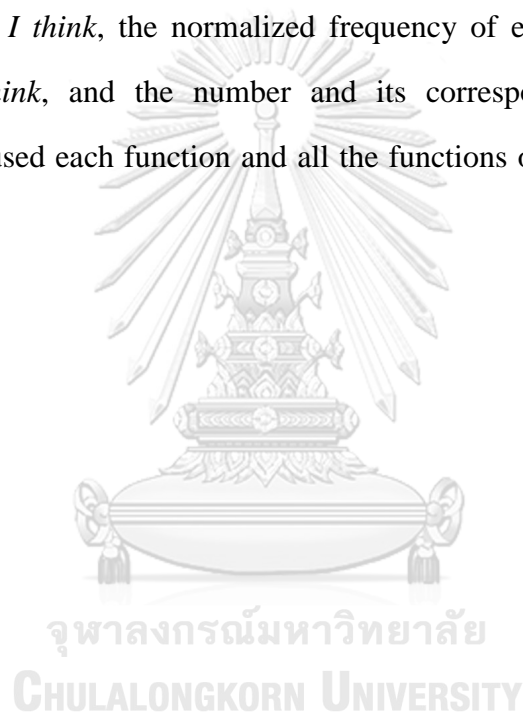 I think, the normalized frequency of e
ink, and the number and its correspo
used each function and all the functions o
จุฬาลงกรณ์มหาวิทยาลัย
CHULALONGKORN UNIVERSITY